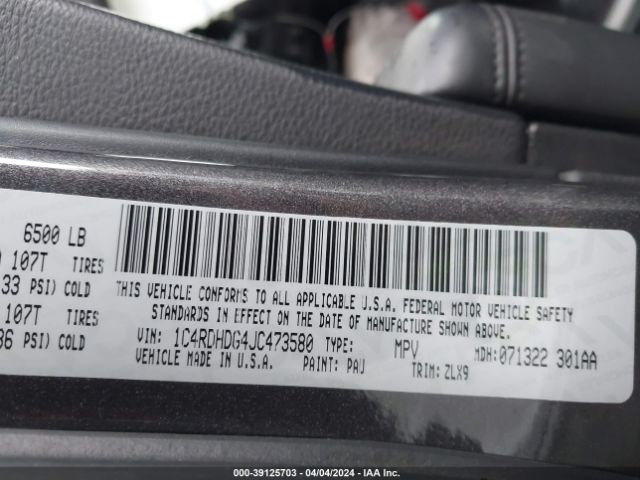 6500 LB
107T TIRES
33 PSI) COLD
107T TIRES
36 PSI) COLD
THIS VEHICLE CONFORMS TO ALL APPLICABLE U.S.A. FEDERAL MOTOR VEHICLE SAFETY
STANDARDS IN EFFECT ON THE DATE OF MANUFACTURE SHOWN ABOVE.
VIN: 1C4RDHDG4JC473580 TYPE: MPV MDH: 071322 301AA
VEHICLE MADE IN U.S.A. PAINT: PAU TRIM: ZLX9
000-39125703 - 04/04/2024 - IAA Inc.